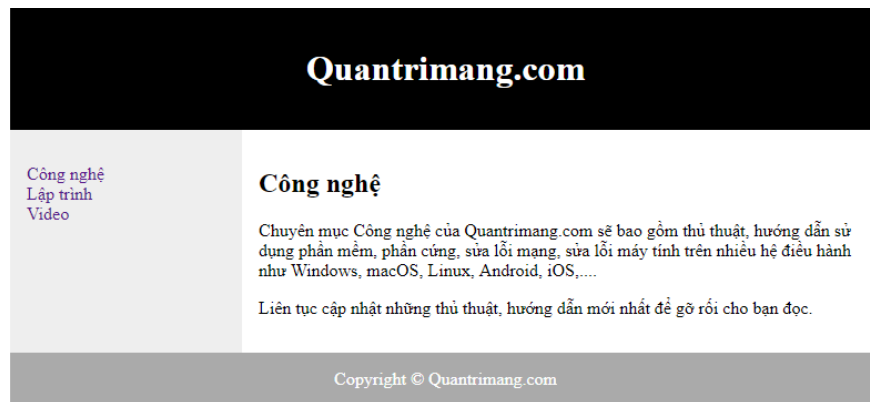 Quantrimang.com
Công nghệ
Lập trình
Video
Công nghệ
Chuyên mục Công nghệ của Quantrimang.com sẽ bao gồm thủ thuật, hướng dẫn sử
dụng phần mềm, phần cứng, sửa lỗi mạng, sửa lỗi máy tính trên nhiều hệ điều hành
như Windows, macOS, Linux, Android, iOS,....
Liên tục cập nhật những thủ thuật, hướng dẫn mới nhất để gỡ rối cho bạn đọc.
Copyright © Quantrimang.com